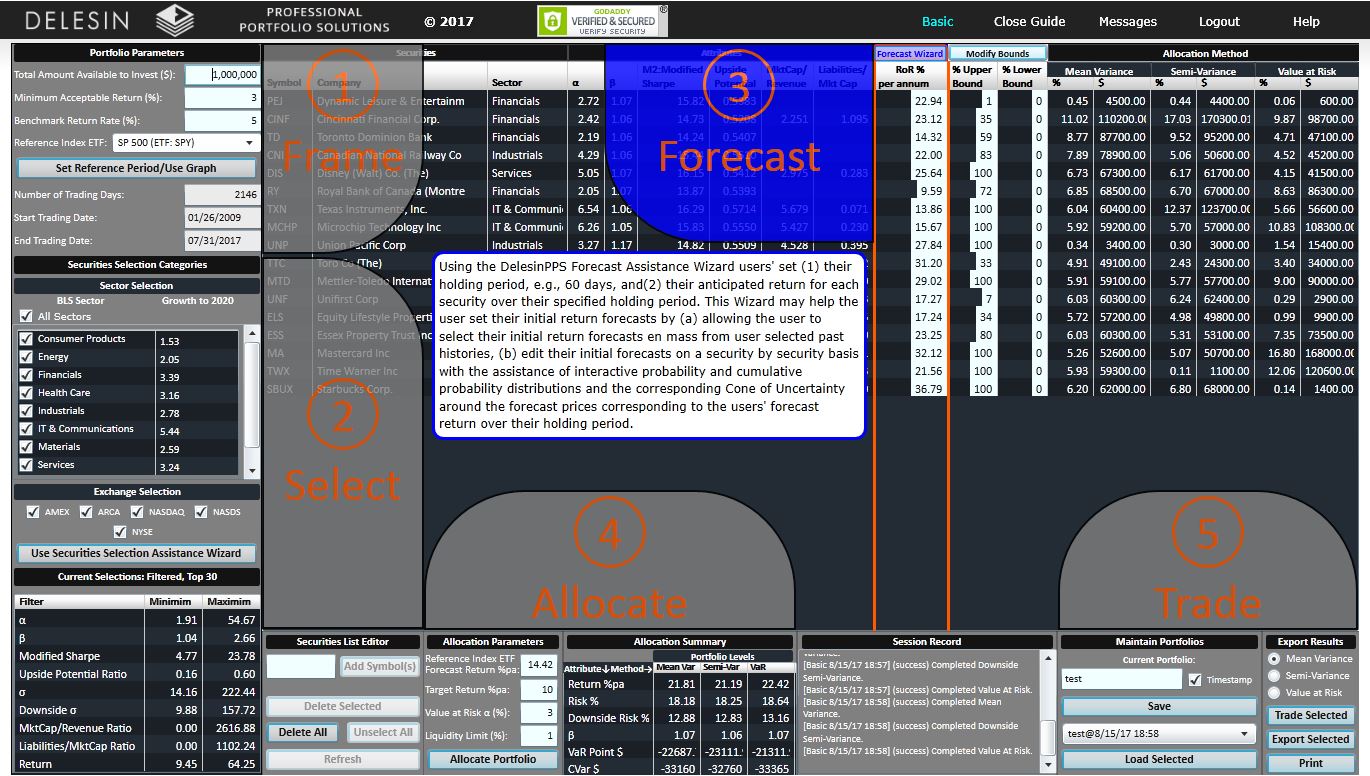 DELESIN
PROFESSIONAL
PORTFOLIO SOLUTIONS
© 2017
GODADDY
VERIFIED & SECURED
VERIFY SECURITY
®
Basic
Close Guide
Messages
Logout
Help
Portfolio Parameters
Total Amount Available to Invest ($): 1,000,000
Minimum Acceptable Return (%): 3
Benchmark Return Rate (%): 5
Reference Index ETF: SP 500 (ETF: SPY)
Set Reference Period/Use Graph
Number of Trading Days: 2146
Start Trading Date: 01/26/2009
End Trading Date: 07/31/2017
Securities Selection Categories
Sector Selection
BLS Sector Growth to 2020
All Sectors
Consumer Products 1.53
Energy 2.05
Financials 3.39
Health Care 3.16
Industrials 2.78
IT & Communications 5.44
Materials 2.59
Services 3.24
Exchange Selection
AMEX ARCA NASDAQ NASDS
NYSE
Use Securities Selection Assistance Wizard
Current Selections: Filtered, Top 30
Filter Minimim Maximim
α 1.91 54.67
β 1.04 2.66
Modified Sharpe 4.77 23.78
Upside Potential Ratio 0.16 0.60
σ 14.16 222.44
Downside σ 9.88 157.72
MktCap/Revenue Ratio 0.00 2616.88
Liabilities/MktCap Ratio 0.00 1102.24
Return 9.45 64.25
Securities Attributes Forecast Wizard Modify Bounds Allocation Method
Symbol Company Sector α β M2:Modified Sharpe Upside Potential MktCap/ Revenue Liabilities/ Mkt Cap RoR % per annum % Upper Bound % Lower Bound
Mean Variance Semi-Variance Value at Risk
% $ % $ % $
PEJ Dynamic Leisure & Entertainm Financials 2.72 1.07 15.82 22.94 1 0 0.45 4500.00 0.44 4400.00 0.06 600.00
CINF Cincinnati Financial Corp. Financials 2.42 1.06 14.73 2.251 1.095 23.12 35 0 11.02 110200.00 17.03 170300.01 9.87 98700.00
TD Toronto Dominion Bank Financials 2.19 1.06 14.24 0.5407 14.32 59 0 8.77 87700.00 9.52 95200.00 4.71 47100.00
CNI Canadian National Railway Co Industrials 4.29 1.06 22.00 83 0 7.89 78900.00 5.06 50600.00 4.52 45200.00
DIS Disney (Walt) Co. (The) Services 5.05 1.07 0.283 25.64 100 0 6.73 67300.00 6.17 61700.00 4.15 41500.00
RY Royal Bank of Canada (Montre Financials 2.05 1.07 13.87 0.5393 9.59 72 0 6.85 68500.00 6.70 67000.00 8.63 86300.00
TXN Texas Instruments, Inc. IT & Communi 6.54 1.06 16.29 0.5714 5.679 0.071 13.86 100 0 6.04 60400.00 12.37 123700.00 5.66 56600.00
MCHP Microchip Technology Inc IT & Communi 6.26 1.05 15.83 0.5550 5.427 0.230 15.67 100 0 5.92 59200.00 5.70 57000.00 10.83 108300.00
UNP Union Pacific Corp Industrials 3.27 1.17 14.82 0.5509 4.528 0.395 27.84 100 0 0.34 3400.00 0.30 3000.00 1.54 15400.00
TTC Toro Co (The) 31.20 33 0 4.91 49100.00 2.43 24300.00 3.40 34000.00
MTD Mettler-Toledo Internat 29.02 100 0 5.91 59100.00 5.77 57700.00 9.00 90000.00
UNF Unifirst Corp 17.27 7 0 6.03 60300.00 6.24 62400.00 0.29 2900.00
ELS Equity Lifestyle Properti 17.24 34 0 5.72 57200.00 4.98 49800.00 0.99 9900.00
ESS Essex Property Trust Inc 23.25 80 0 6.03 60300.00 5.31 53100.00 7.35 73500.00
MA Mastercard Inc 32.12 100 0 5.26 52600.00 5.07 50700.00 16.80 168000.00
TWX Time Warner Inc 21.56 100 0 5.93 59300.00 0.11 1100.00 12.06 120600.00
SBUX Starbucks Corp. 36.79 100 0 6.20 62000.00 6.80 68000.00 0.14 1400.00
1
Frame
2
Select
3
Forecast
4
Allocate
5
Trade
Using the DelesinPPS Forecast Assistance Wizard users' set (1) their
holding period, e.g., 60 days, and(2) their anticipated return for each
security over their specified holding period. This Wizard may help the
user set their initial return forecasts by (a) allowing the user to
select their initial return forecasts en mass from user selected past
histories, (b) edit their initial forecasts on a security by security basis
with the assistance of interactive probability and cumulative
probability distributions and the corresponding Cone of Uncertainty
around the forecast prices corresponding to the users' forecast
return over their holding period.
Securities List Editor
Add Symbol(s)
Delete Selected
Delete All
Unselect All
Refresh
Allocation Parameters
Reference Index ETF
Forecast Return %pa: 14.42
Target Return %pa: 10
Value at Risk α (%): 3
Liquidity Limit (%): 1
Allocate Portfolio
Allocation Summary
Portfolio Levels
Attribute↓Method→ Mean Var Semi-Var VaR
Return %pa 21.81 21.19 22.42
Risk % 18.18 18.25 18.64
Downside Risk % 12.88 12.83 13.16
β 1.07 1.06 1.07
VaR Point $ -22687. -23111. -21311.
CVar $ -33160 -32760 -33365
Session Record
Variance.
[Basic 8/15/17 18:57] (success) Completed Downside
Semi-Variance.
[Basic 8/15/17 18:57] (success) Completed Value At Risk.
[Basic 8/15/17 18:58] (success) Completed Mean
Variance.
[Basic 8/15/17 18:58] (success) Completed Downside
Semi-Variance.
[Basic 8/15/17 18:58] (success) Completed Value At Risk.
Maintain Portfolios
Current Portfolio:
test
Timestamp
Save
test@8/15/17 18:58
Load Selected
Export Results
Mean Variance
Semi-Variance
Value at Risk
Trade Selected
Export Selected
Print